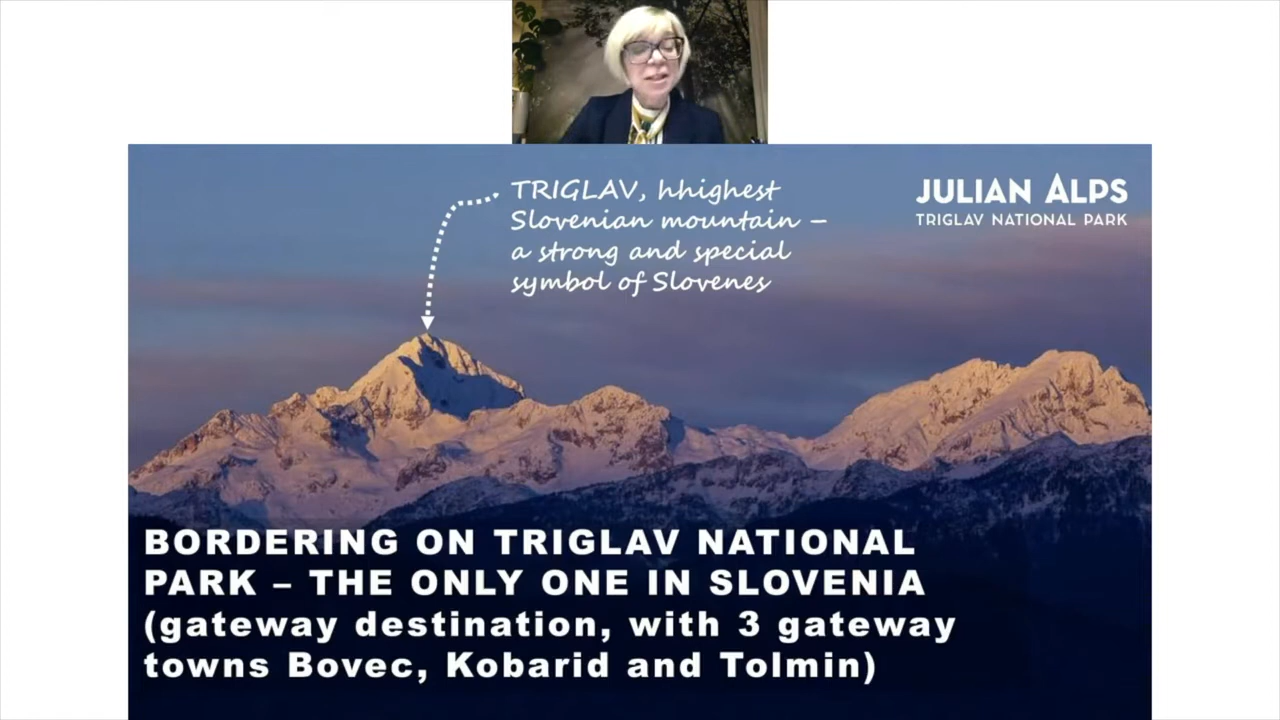 TRIGLAV, hhighest
Slovenian mountain –
a strong and special
symbol of Slovenes
JULIAN ALPS
TRIGLAV NATIONAL PARK
BORDERING ON TRIGLAV NATIONAL
PARK – THE ONLY ONE IN SLOVENIA
(gateway destination, with 3 gateway
towns Bovec, Kobarid and Tolmin)